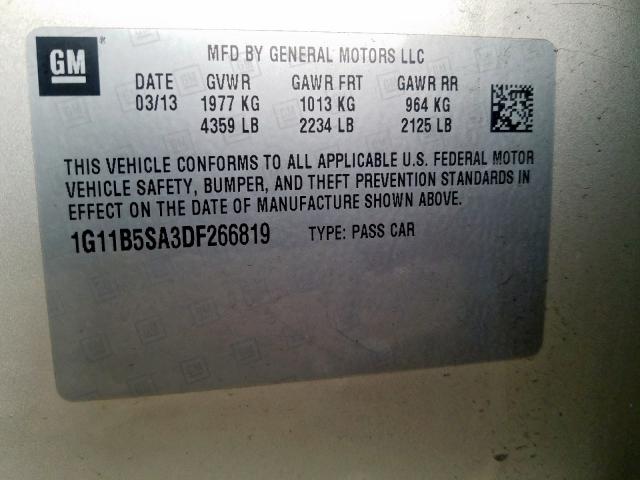 GM
MFD BY GENERAL MOTORS LLC
DATE GVWR GAWR FRT GAWR RR
03/13 1977 KG 1013 KG 964 KG
4359 LB 2234 LB 2125 LB
THIS VEHICLE CONFORMS TO ALL APPLICABLE U.S. FEDERAL MOTOR
VEHICLE SAFETY, BUMPER, AND THEFT PREVENTION STANDARDS IN
EFFECT ON THE DATE OF MANUFACTURE SHOWN ABOVE.
1G11B5SA3DF266819 TYPE: PASS CAR